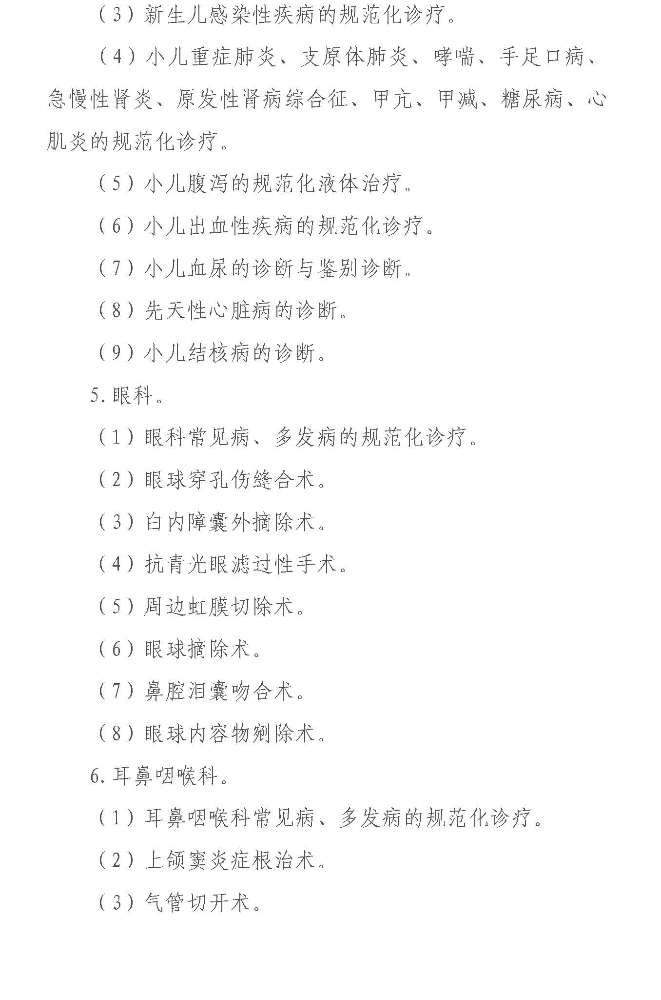 （3）新生儿感染性疾病的规范化诊疗。
（4）小儿重症肺炎、支原体肺炎、哮喘、手足口病、
急慢性肾炎、原发性肾病综合征、甲亢、甲减、糖尿病、心
肌炎的规范化诊疗。
（5）小儿腹泻的规范化液体治疗。
（6）小儿出血性疾病的规范化诊疗。
（7）小儿血尿的诊断与鉴别诊断。
（8）先天性心脏病的诊断。
（9）小儿结核病的诊断。
5. 眼科。
（1）眼科常见病、多发病的规范化诊疗。
（2）眼球穿孔伤缝合术。
（3）白内障囊外摘除术。
（4）抗青光眼滤过性手术。
（5）周边虹膜切除术。
（6）眼球摘除术。
（7）鼻腔泪囊吻合术。
（8）眼球内容物剜除术。
6. 耳鼻咽喉科。
（1）耳鼻咽喉科常见病、多发病的规范化诊疗。
（2）上颌窦炎症根治术。
（3）气管切开术。